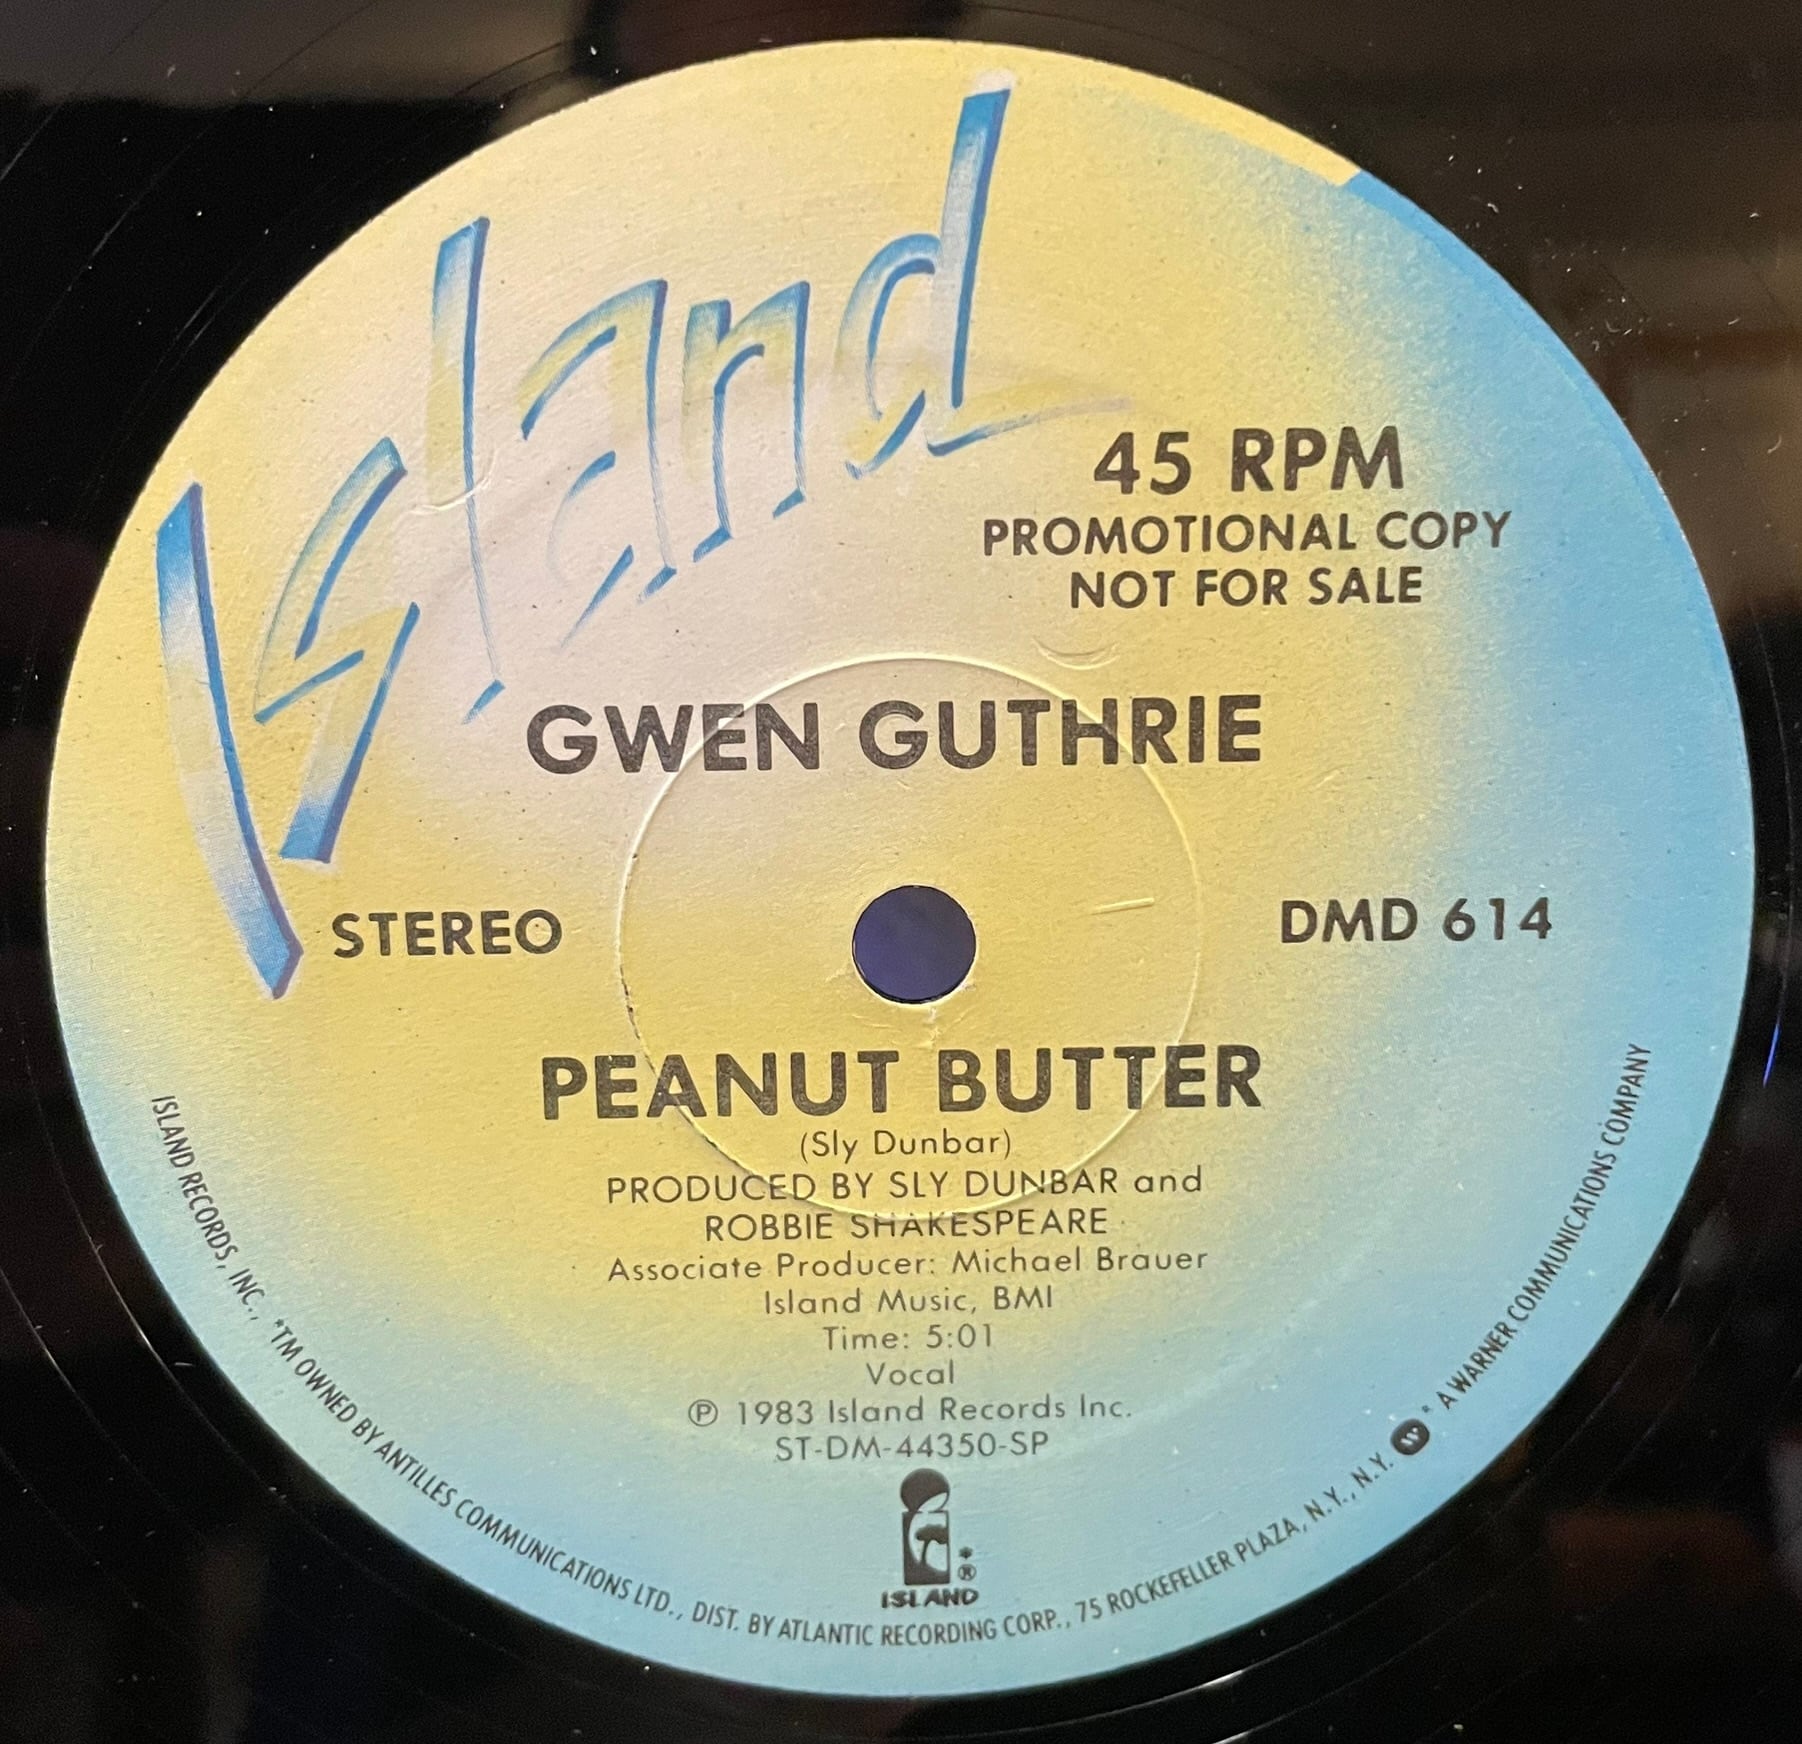 Island
45 RPM
PROMOTIONAL COPY
NOT FOR SALE
GWEN GUTHRIE
STEREO
DMD 614
PEANUT BUTTER
(Sly Dunbar)
PRODUCED BY SLY DUNBAR and
ROBBIE SHAKESPEARE
Associate Producer: Michael Brauer
Island Music, BMI
Time: 5:01
Vocal
℗ 1983 Island Records Inc.
ST-DM-44350-SP
*®
ISLAND
ISLAND RECORDS, INC., *TM OWNED BY ANTILLES COMMUNICATIONS LTD., DIST. BY ATLANTIC RECORDING CORP., 75 ROCKEFELLER PLAZA, N.Y., N.Y. * A WARNER COMMUNICATIONS COMPANY